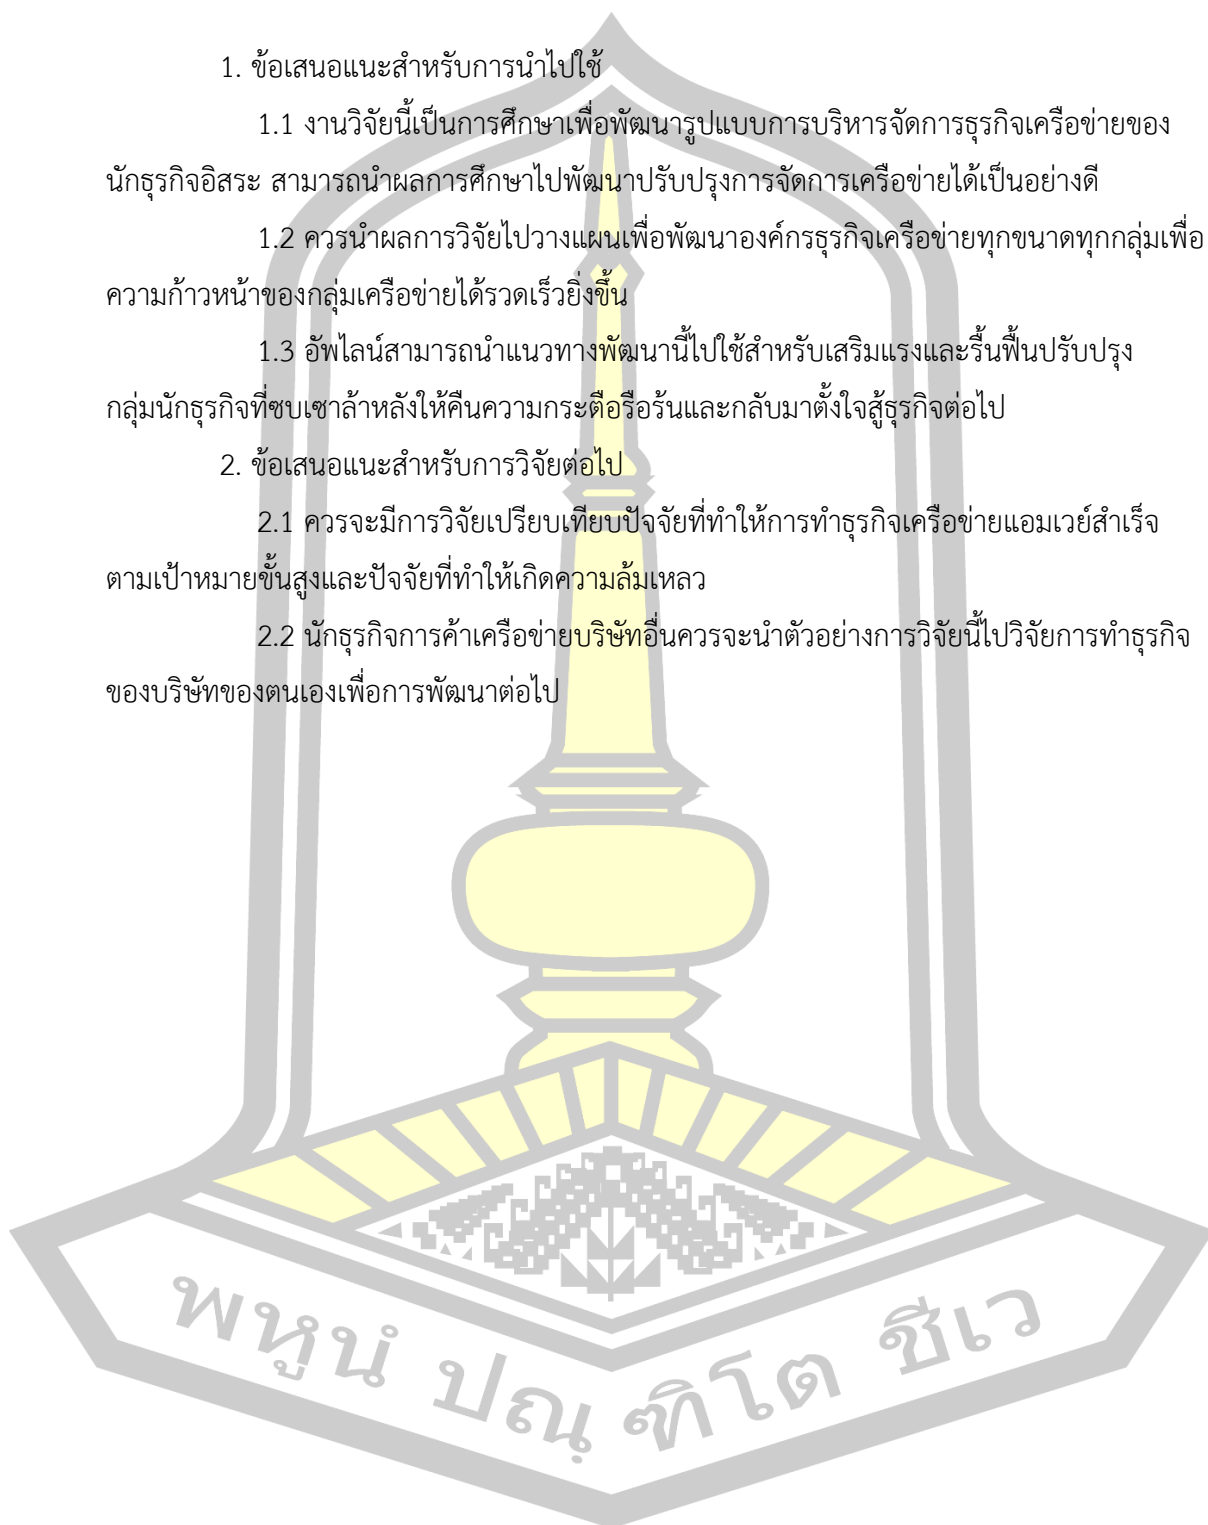 1. ข้อเสนอแนะสำหรับการนำไปใช้
1.1 งานวิจัยนี้เป็นการศึกษาเพื่อพัฒนารูปแบบการบริหารจัดการธุรกิจเครือข่ายของ
นักธุรกิจอิสระ สามารถนำผลการศึกษาไปพัฒนาปรับปรุงการจัดการเครือข่ายได้เป็นอย่างดี
1.2 ควรนำผลการวิจัยไปวางแผนเพื่อพัฒนาองค์กรธุรกิจเครือข่ายทุกขนาดทุกกลุ่มเพื่อ
ความก้าวหน้าของกลุ่มเครือข่ายได้รวดเร็วยิ่งขึ้น
1.3 อัพไลน์สามารถนำแนวทางพัฒนานี้ไปใช้สำหรับเสริมแรงและรื้นฟื้นปรับปรุง
กลุ่มนักธุรกิจที่ซบเซาล้าหลังให้คืนความกระตือรือร้นและกลับมาตั้งใจสู้ธุรกิจต่อไป
2. ข้อเสนอแนะสำหรับการวิจัยต่อไป
2.1 ควรจะมีการวิจัยเปรียบเทียบปัจจัยที่ทำให้การทำธุรกิจเครือข่ายแอมเวย์สำเร็จ
ตามเป้าหมายขั้นสูงและปัจจัยที่ทำให้เกิดความล้มเหลว
2.2 นักธุรกิจการค้าเครือข่ายบริษัทอื่นควรจะนำตัวอย่างการวิจัยนี้ไปวิจัยการทำธุรกิจ
ของบริษัทของตนเองเพื่อการพัฒนาต่อไป
พหูนํ ปณฺ ฑิโต ชีเว